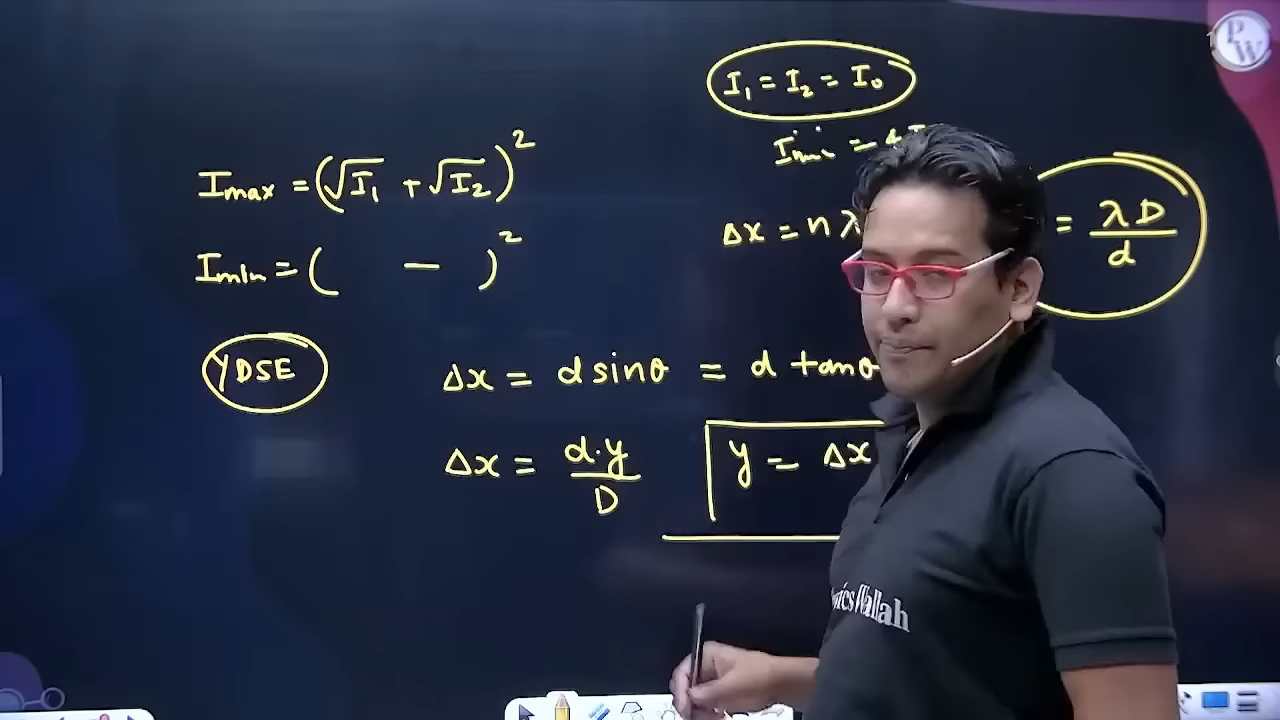 PW
I₁ = I₂ = I₀
Imax = (√I₁ + √I₂)²
Δx = nλ
= λD/d
Imin = ( − )²
YDSE
Δx = d sinθ = d tanθ
Δx = d·y/D
y = Δx
Wallah